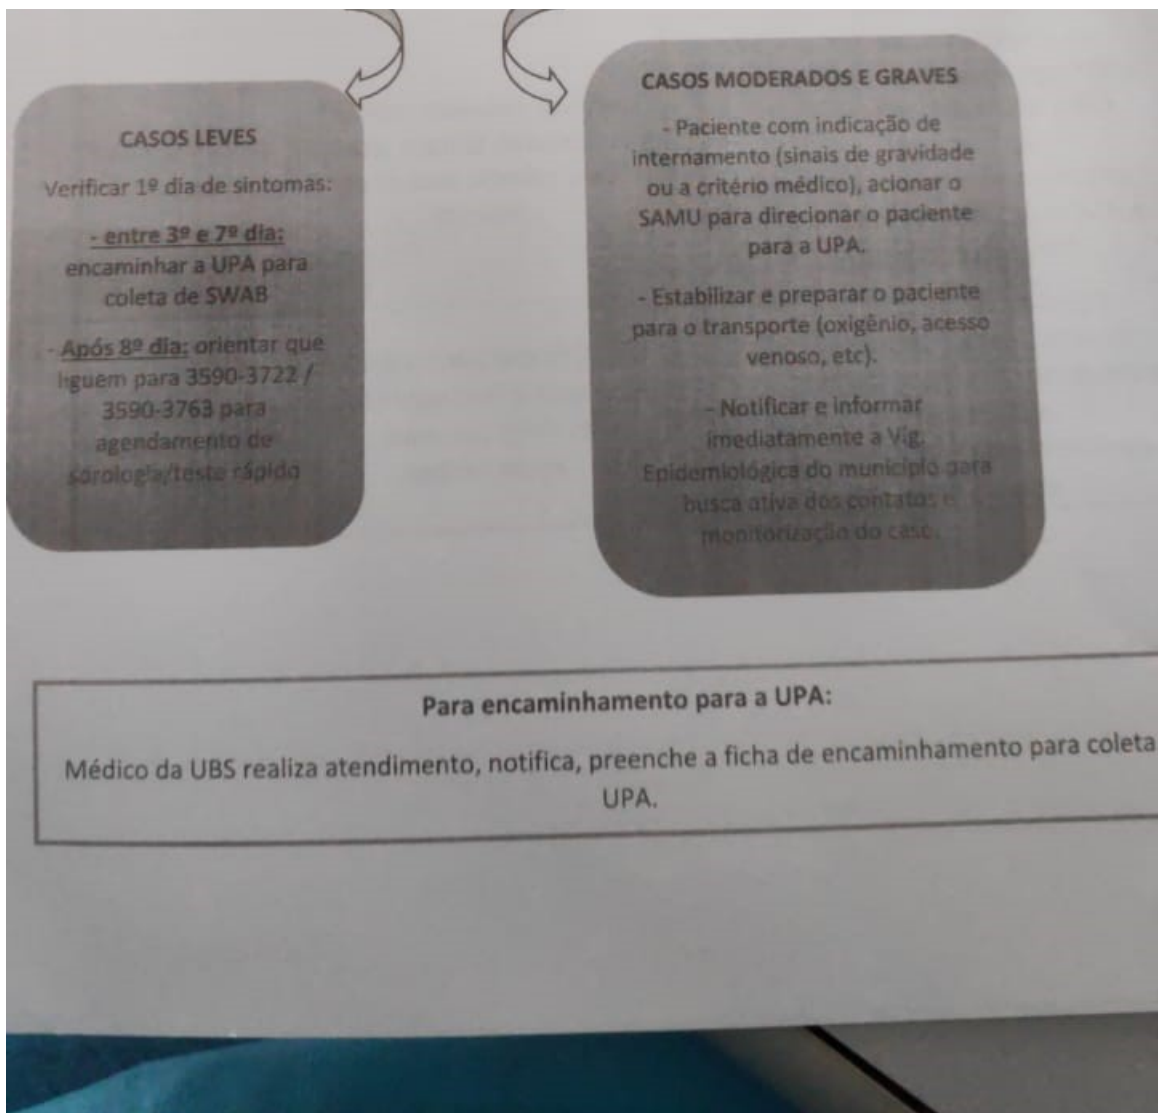 CASOS LEVES
Verificar 1º dia de sintomas:
- entre 3º e 7º dia:
encaminhar a UPA para
coleta de SWAB
- Após 8º dia: orientar que
liguem para 3590-3722 /
3590-3763 para
agendamento de
sorologia/teste rápido
CASOS MODERADOS E GRAVES
- Paciente com indicação de
internamento (sinais de gravidade
ou a critério médico), acionar o
SAMU para direcionar o paciente
para a UPA.
- Estabilizar e preparar o paciente
para o transporte (oxigênio, acesso
venoso, etc).
- Notificar e informar
imediatamente a Vig.
Epidemiológica do município para
busca ativa dos contatos e
monitorização do caso.
Para encaminhamento para a UPA:
Médico da UBS realiza atendimento, notifica, preenche a ficha de encaminhamento para coleta
UPA.